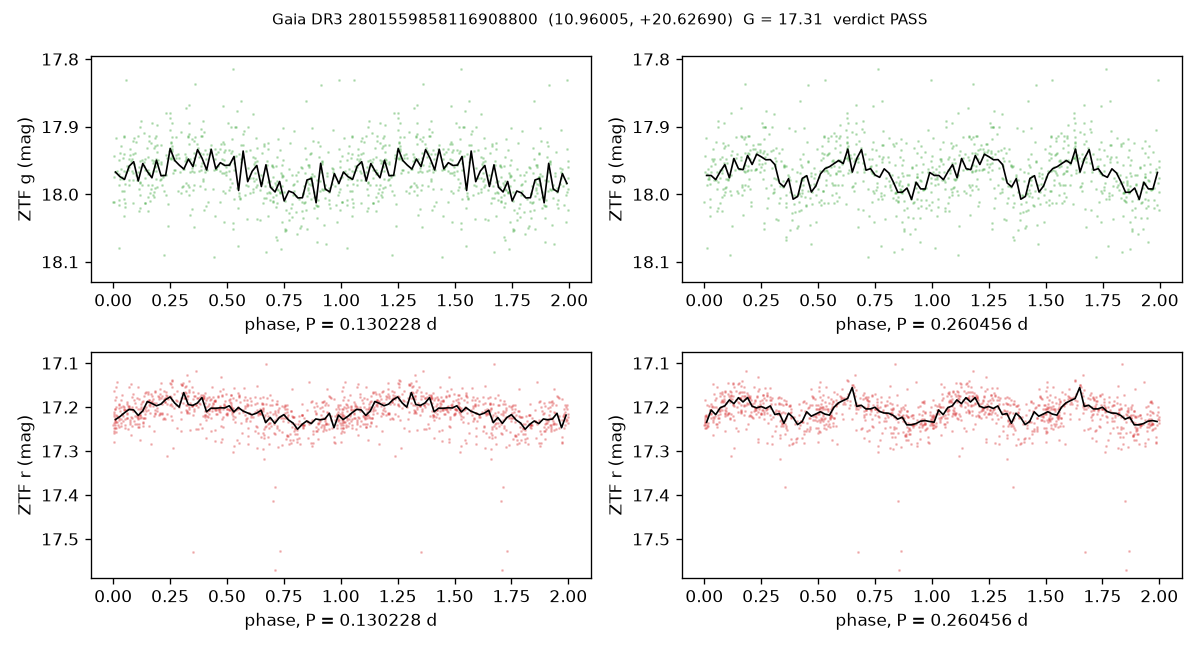 Gaia DR3 2801559858116908800 (10.96005, +20.62690) G = 17.31 verdict PASS
17.8
17.9
18.0
18.1
ZTF g (mag)
0.00 0.25 0.50 0.75 1.00 1.25 1.50 1.75 2.00
phase, P = 0.130228 d
17.8
17.9
18.0
18.1
ZTF g (mag)
0.00 0.25 0.50 0.75 1.00 1.25 1.50 1.75 2.00
phase, P = 0.260456 d
17.1
17.2
17.3
17.4
17.5
ZTF r (mag)
0.00 0.25 0.50 0.75 1.00 1.25 1.50 1.75 2.00
phase, P = 0.130228 d
17.1
17.2
17.3
17.4
17.5
ZTF r (mag)
0.00 0.25 0.50 0.75 1.00 1.25 1.50 1.75 2.00
phase, P = 0.260456 d